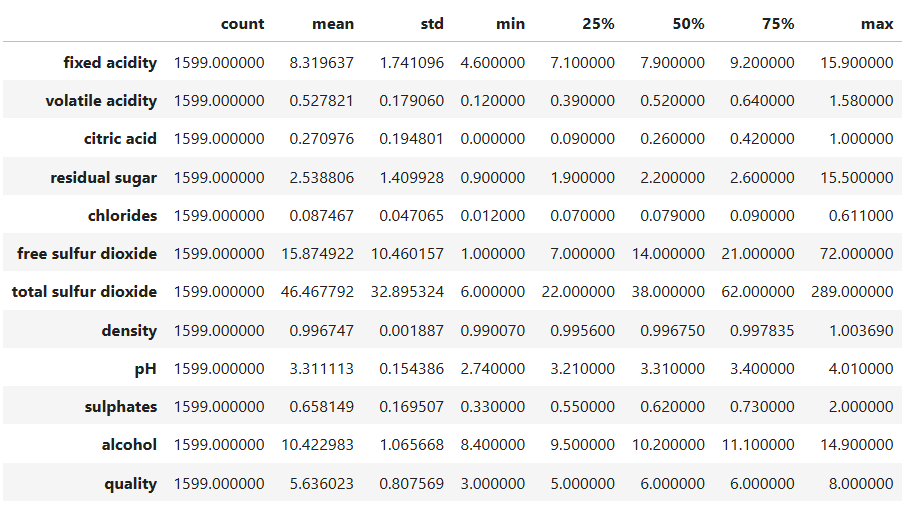 count mean std min 25% 50% 75% max
fixed acidity 1599.000000 8.319637 1.741096 4.600000 7.100000 7.900000 9.200000 15.900000
volatile acidity 1599.000000 0.527821 0.179060 0.120000 0.390000 0.520000 0.640000 1.580000
citric acid 1599.000000 0.270976 0.194801 0.000000 0.090000 0.260000 0.420000 1.000000
residual sugar 1599.000000 2.538806 1.409928 0.900000 1.900000 2.200000 2.600000 15.500000
chlorides 1599.000000 0.087467 0.047065 0.012000 0.070000 0.079000 0.090000 0.611000
free sulfur dioxide 1599.000000 15.874922 10.460157 1.000000 7.000000 14.000000 21.000000 72.000000
total sulfur dioxide 1599.000000 46.467792 32.895324 6.000000 22.000000 38.000000 62.000000 289.000000
density 1599.000000 0.996747 0.001887 0.990070 0.995600 0.996750 0.997835 1.003690
pH 1599.000000 3.311113 0.154386 2.740000 3.210000 3.310000 3.400000 4.010000
sulphates 1599.000000 0.658149 0.169507 0.330000 0.550000 0.620000 0.730000 2.000000
alcohol 1599.000000 10.422983 1.065668 8.400000 9.500000 10.200000 11.100000 14.900000
quality 1599.000000 5.636023 0.807569 3.000000 5.000000 6.000000 6.000000 8.000000